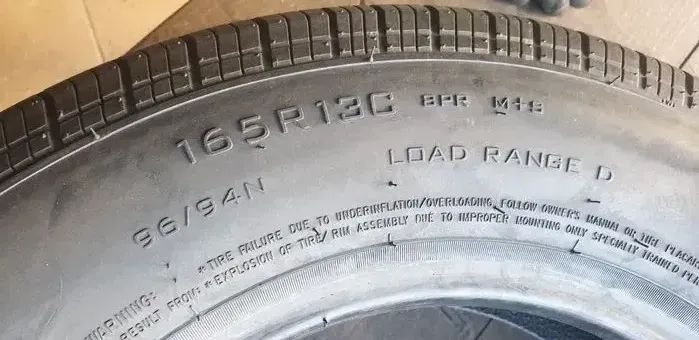 165R13C 8PR M+S
LOAD RANGE D
96/94N
WARNING:
* TIRE FAILURE DUE TO UNDERINFLATION/OVERLOADING. FOLLOW OWNER'S MANUAL OR TIRE PLACAR
RESULT FROM: * EXPLOSION OF TIRE/RIM ASSEMBLY DUE TO IMPROPER MOUNTING ONLY SPECIALLY TRAINED